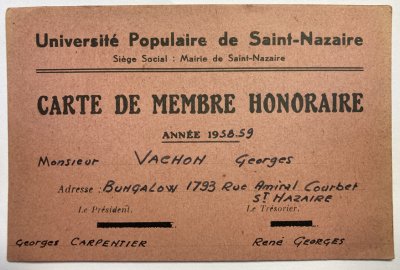 Université Populaire de Saint-Nazaire
Siège Social : Mairie de Saint-Nazaire
CARTE DE MEMBRE HONORAIRE
ANNÉE 1958-59
Monsieur VACHON Georges
Adresse : BUNGALOW 1793 Rue Amiral Courbet
ST NAZAIRE
Le Président. Le Trésorier.
Georges CARPENTIER René GEORGES